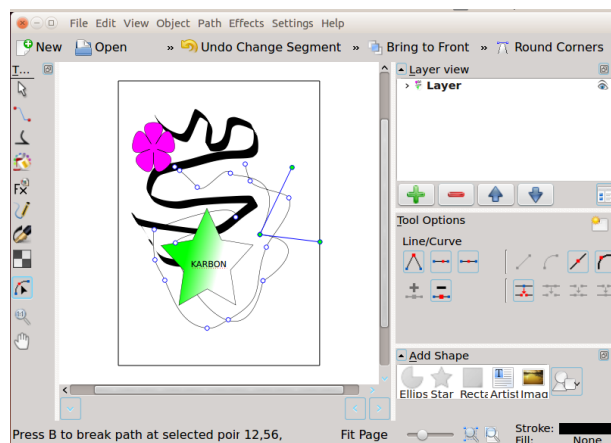 File Edit View Object Path Effects Settings Help
New Open » Undo Change Segment » Bring to Front » Round Corners
T...
Layer view
Layer
f(x)
FX
KARBON
Tool Options
Line/Curve
Add Shape
Ellips Star Recta Artist Imag
Press B to break path at selected poir 12,56, Fit Page Stroke:
Fill: None